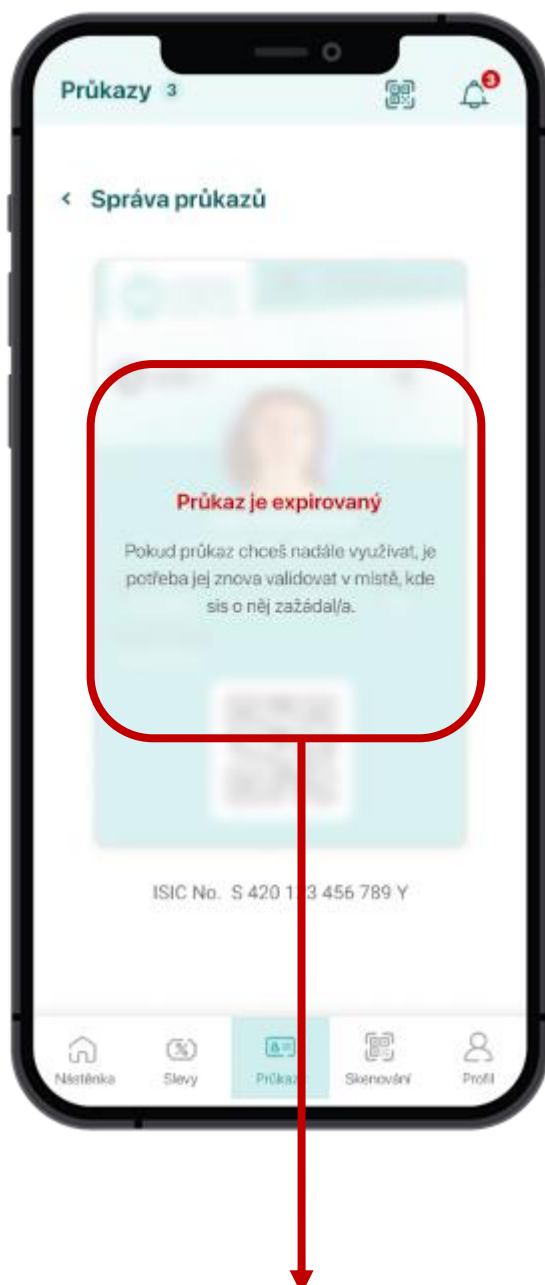 Průkazy 3
3
< Správa průkazů
Průkaz je expirovaný
Pokud průkaz chceš nadále využívat, je
potřeba jej znova validovat v místě, kde
sis o něj zažádal/a.
ISIC No. S 420 123 456 789 Y
Nástěnka Slevy Průkazy Skenování Profil